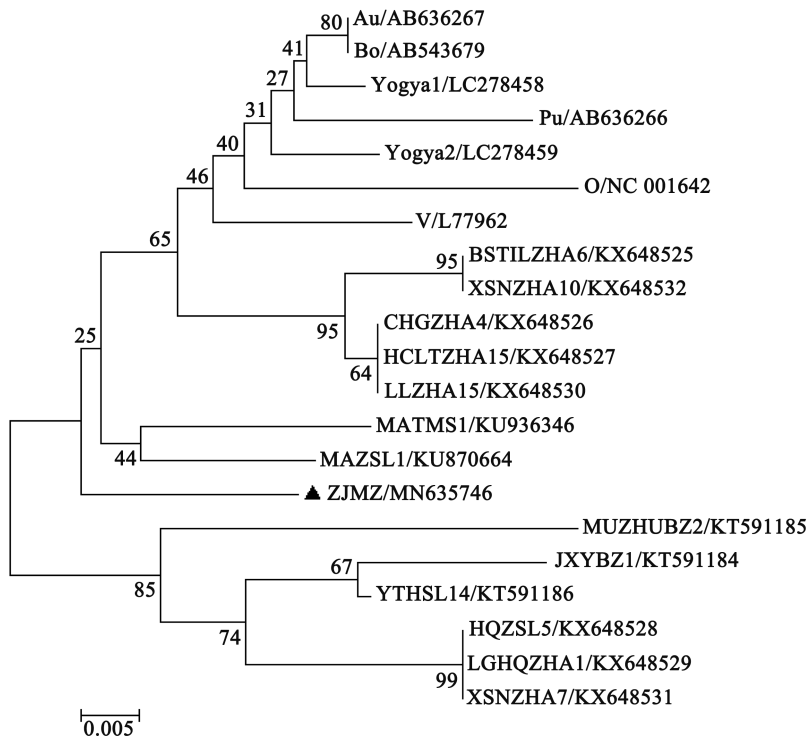 80
Au/AB636267
Bo/AB543679
41
Yogya1/LC278458
27
Pu/AB636266
31
Yogya2/LC278459
40
O/NC 001642
46
V/L77962
65
BSTILZHA6/KX648525
95
XSNZHA10/KX648532
95
CHGZHA4/KX648526
HCLTZHA15/KX648527
64
LLZHA15/KX648530
25
MATMS1/KU936346
44
MAZSL1/KU870664
ZJMZ/MN635746
MUZHUBZ2/KT591185
85
67
JXYBZ1/KT591184
YTHSL14/KT591186
74
HQZSL5/KX648528
LGHQZHA1/KX648529
99
XSNZHA7/KX648531
0.005